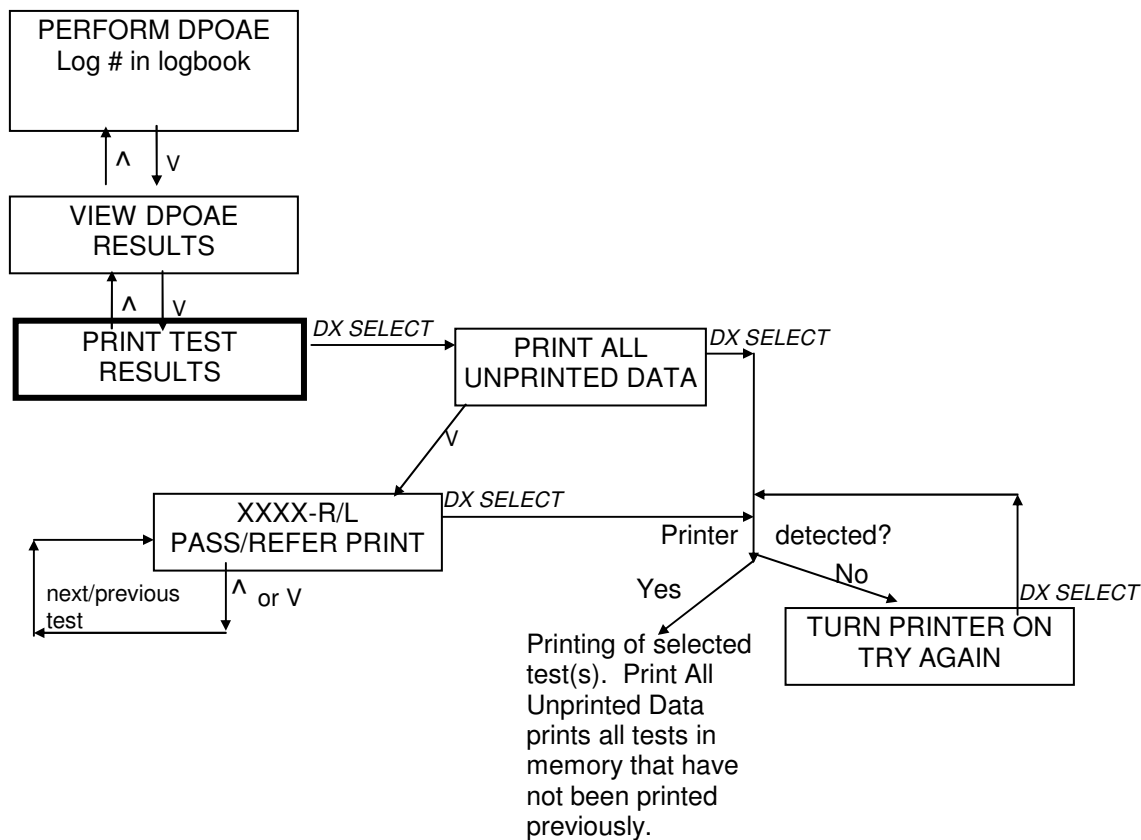 PERFORM DPOAE
Log # in logbook
^ V
VIEW DPOAE
RESULTS
^ V
PRINT TEST
RESULTS
DX SELECT
PRINT ALL
UNPRINTED DATA
DX SELECT
V
XXXX-R/L
PASS/REFER PRINT
DX SELECT
^ or V
next/previous
test
Printer detected?
Yes
No
DX SELECT
TURN PRINTER ON
TRY AGAIN
Printing of selected
test(s). Print All
Unprinted Data
prints all tests in
memory that have
not been printed
previously.